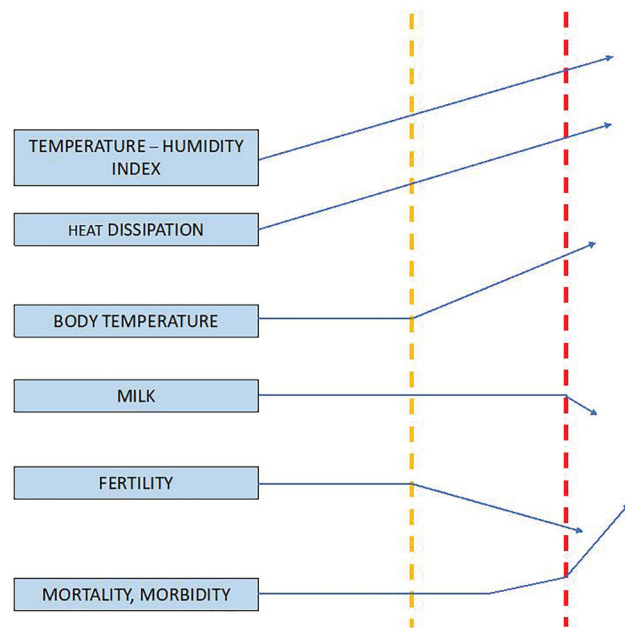 TEMPERATURE – HUMIDITY
INDEX
HEAT DISSIPATION
BODY TEMPERATURE
MILK
FERTILITY
MORTALITY, MORBIDITY